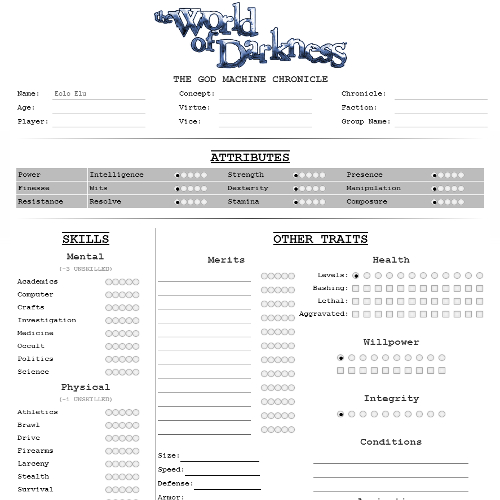 the World
of Darkness
THE GOD MACHINE CHRONICLE
Name: Eolo Elu Concept: Chronicle:
Age: Virtue: Faction:
Player: Vice: Group Name:
ATTRIBUTES
Power Intelligence Strength Presence
Finesse Wits Dexterity Manipulation
Resistance Resolve Stamina Composure
SKILLS
Mental
(-3 UNSKILLED)
Academics
Computer
Crafts
Investigation
Medicine
Occult
Politics
Science
Physical
(-1 UNSKILLED)
Athletics
Brawl
Drive
Firearms
Larceny
Stealth
Survival
OTHER TRAITS
Merits
Size:
Speed:
Defense:
Armor:
Health
Levels:
Bashing:
Lethal:
Aggravated:
Willpower
Integrity
Conditions